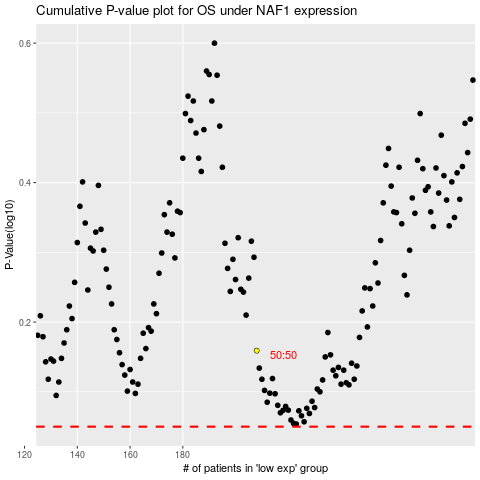 Cumulative P-value plot for OS under NAF1 expression
P-Value(log10)
0.6
0.4
0.2
50:50
120 140 160 180
# of patients in 'low exp' group